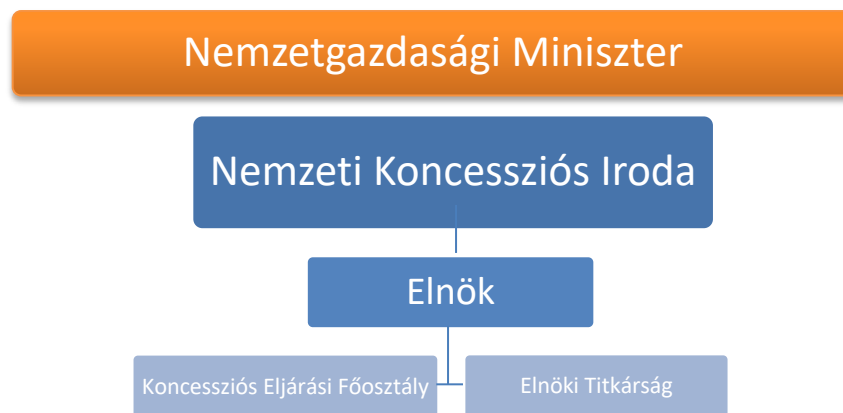 Nemzetgazdasági Miniszter
Nemzeti Koncessziós Iroda
Elnök
Koncessziós Eljárási Főosztály
Elnöki Titkárság